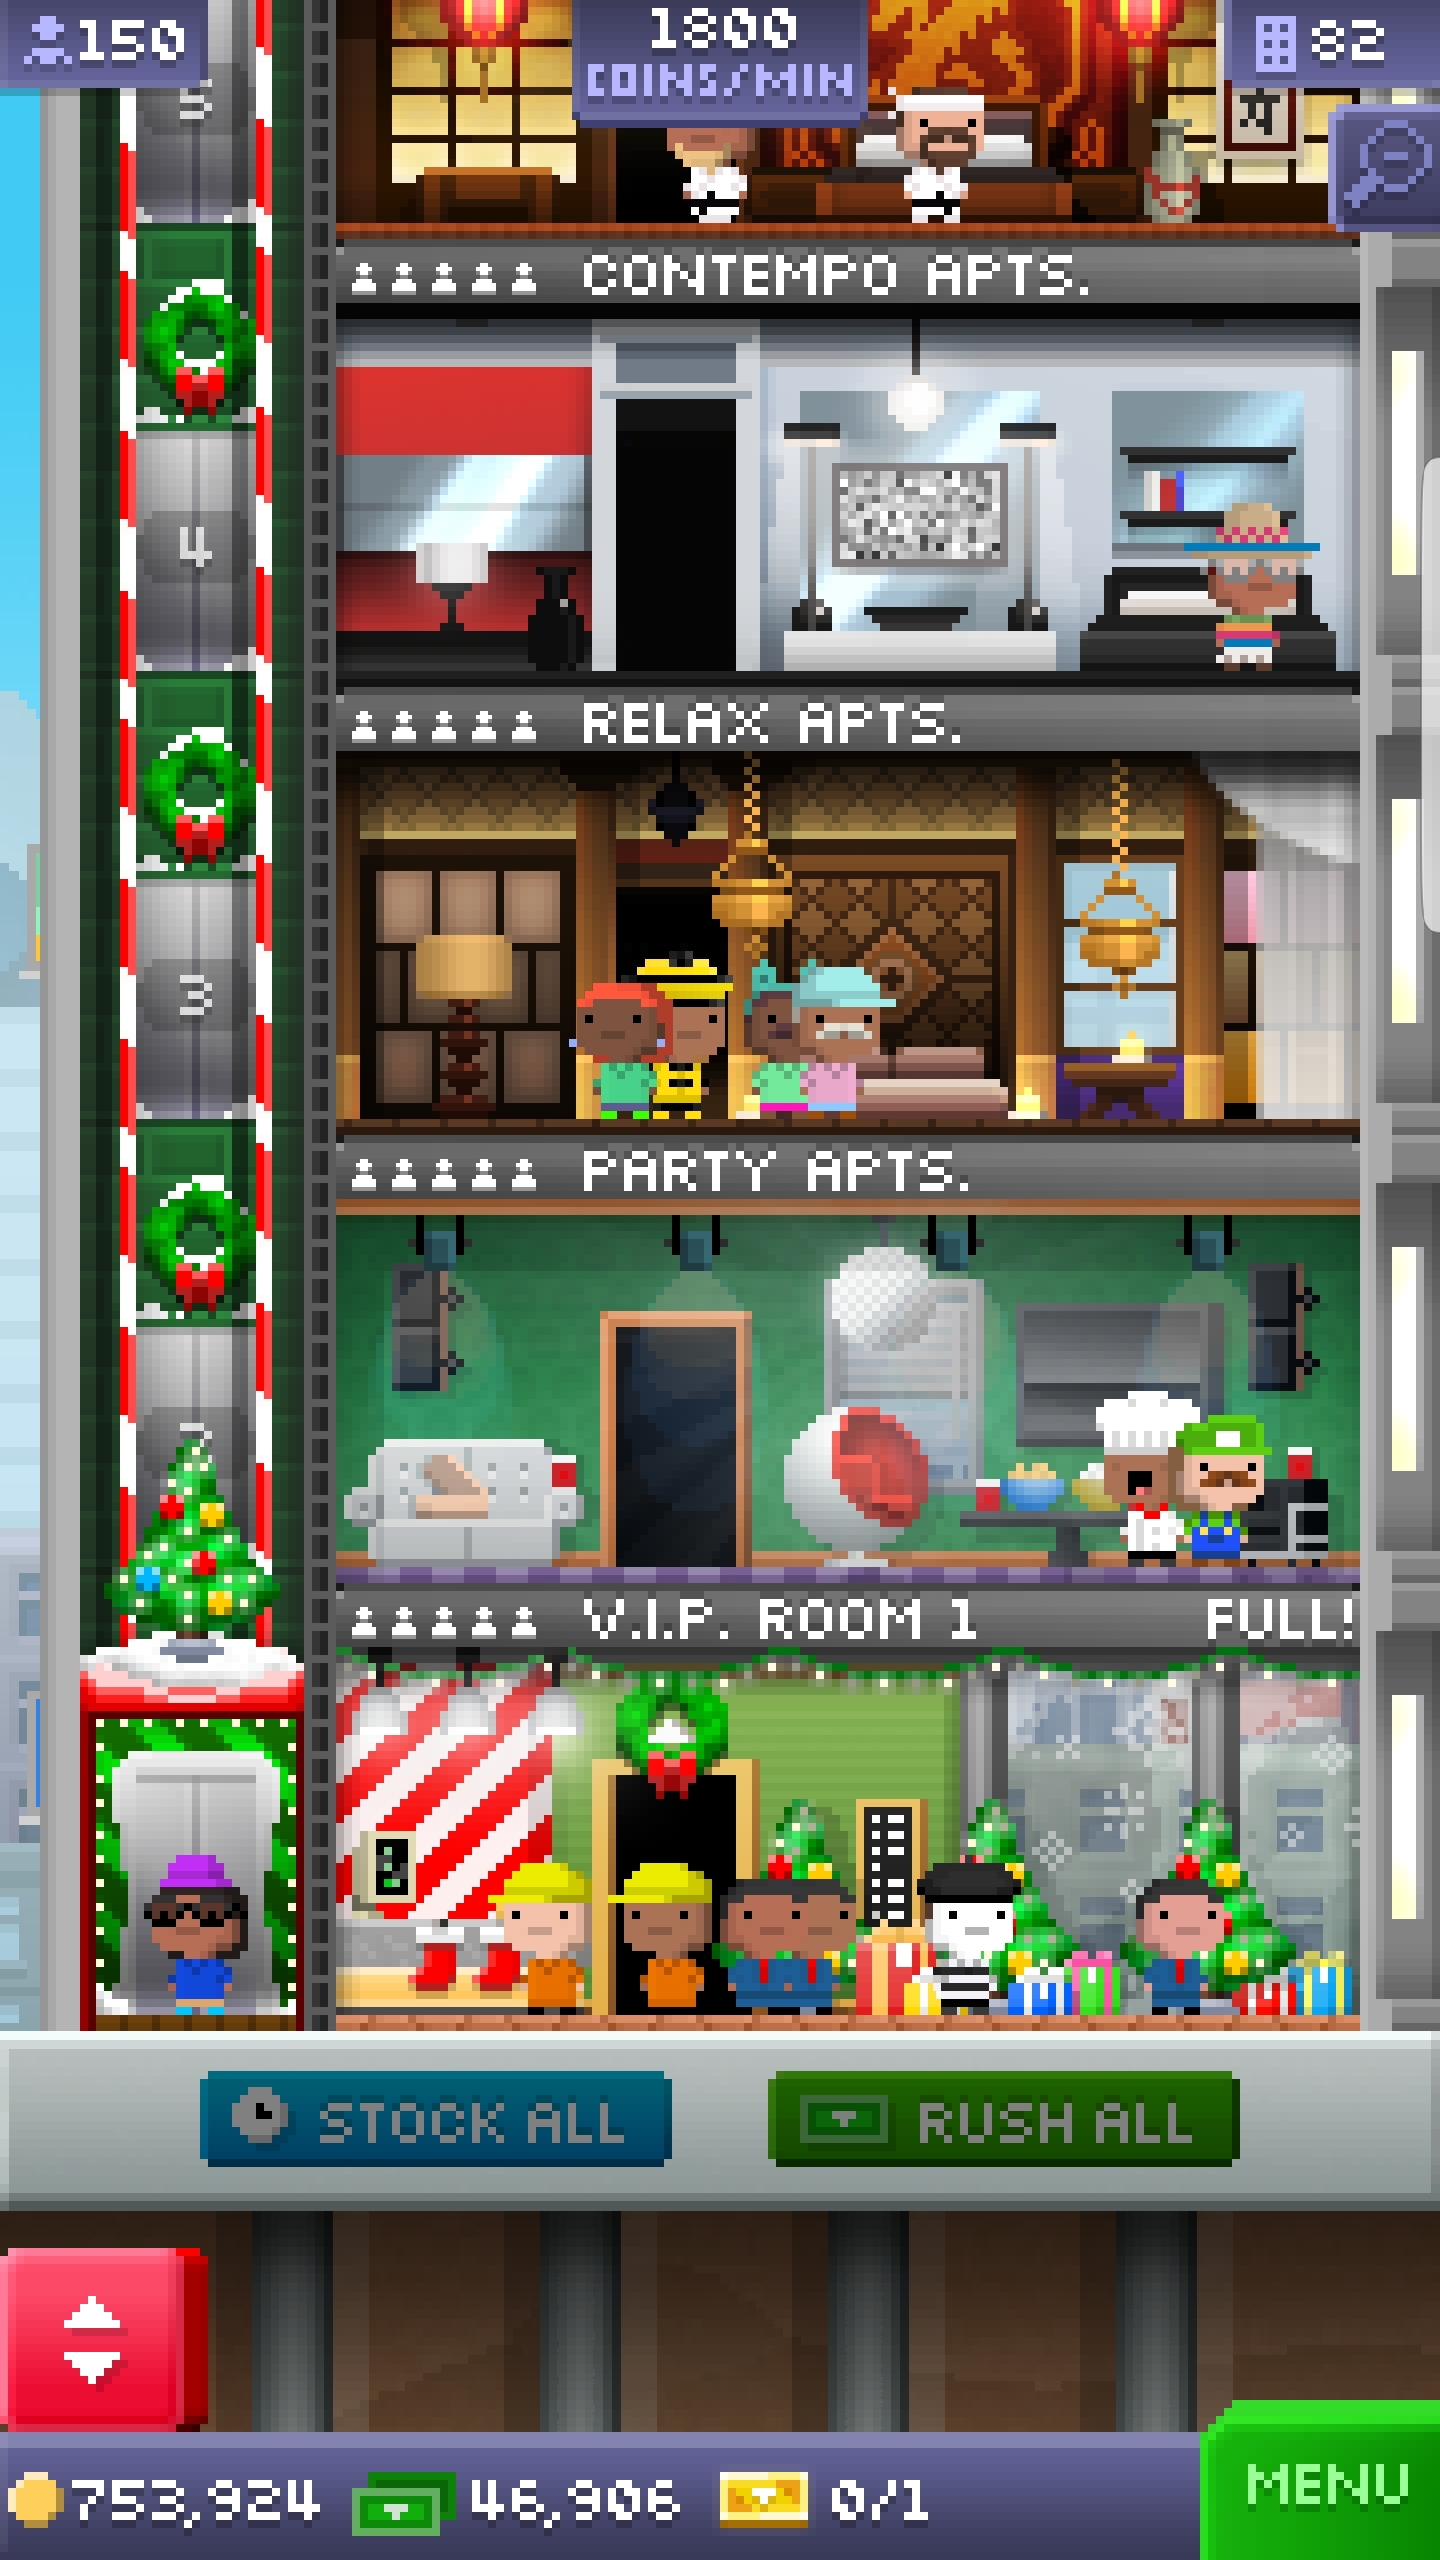 150
1800
COINS/MIN
82
5
CONTEMPO APTS.
4
RELAX APTS.
3
PARTY APTS.
V.I.P. ROOM 1
FULL!
STOCK ALL
RUSH ALL
753,924
46,906
0/1
MENU